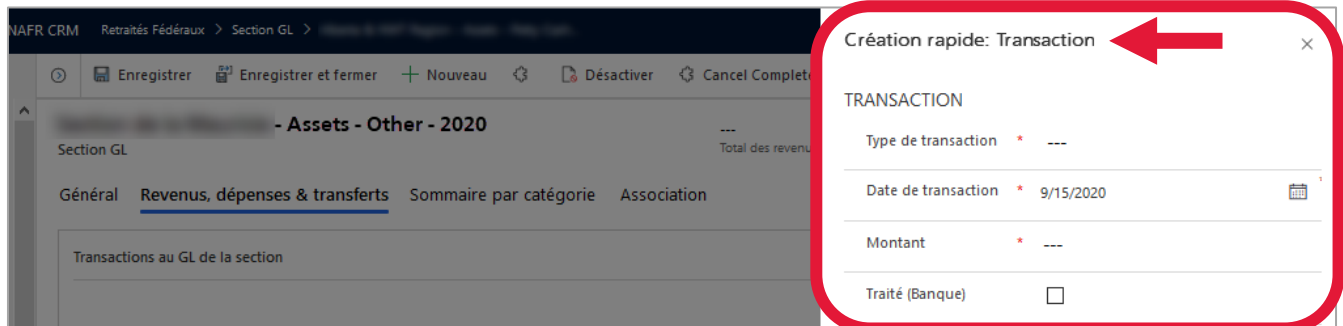 NAFR CRM Retraités Fédéraux > Section GL >
Enregistrer Enregistrer et fermer Nouveau Désactiver Cancel Complete
- Assets - Other - 2020
Section GL
---
Total des revenu
Général Revenus, dépenses & transferts Sommaire par catégorie Association
Transactions au GL de la section
Création rapide: Transaction
TRANSACTION
Type de transaction * ---
Date de transaction * 9/15/2020
Montant * ---
Traité (Banque)